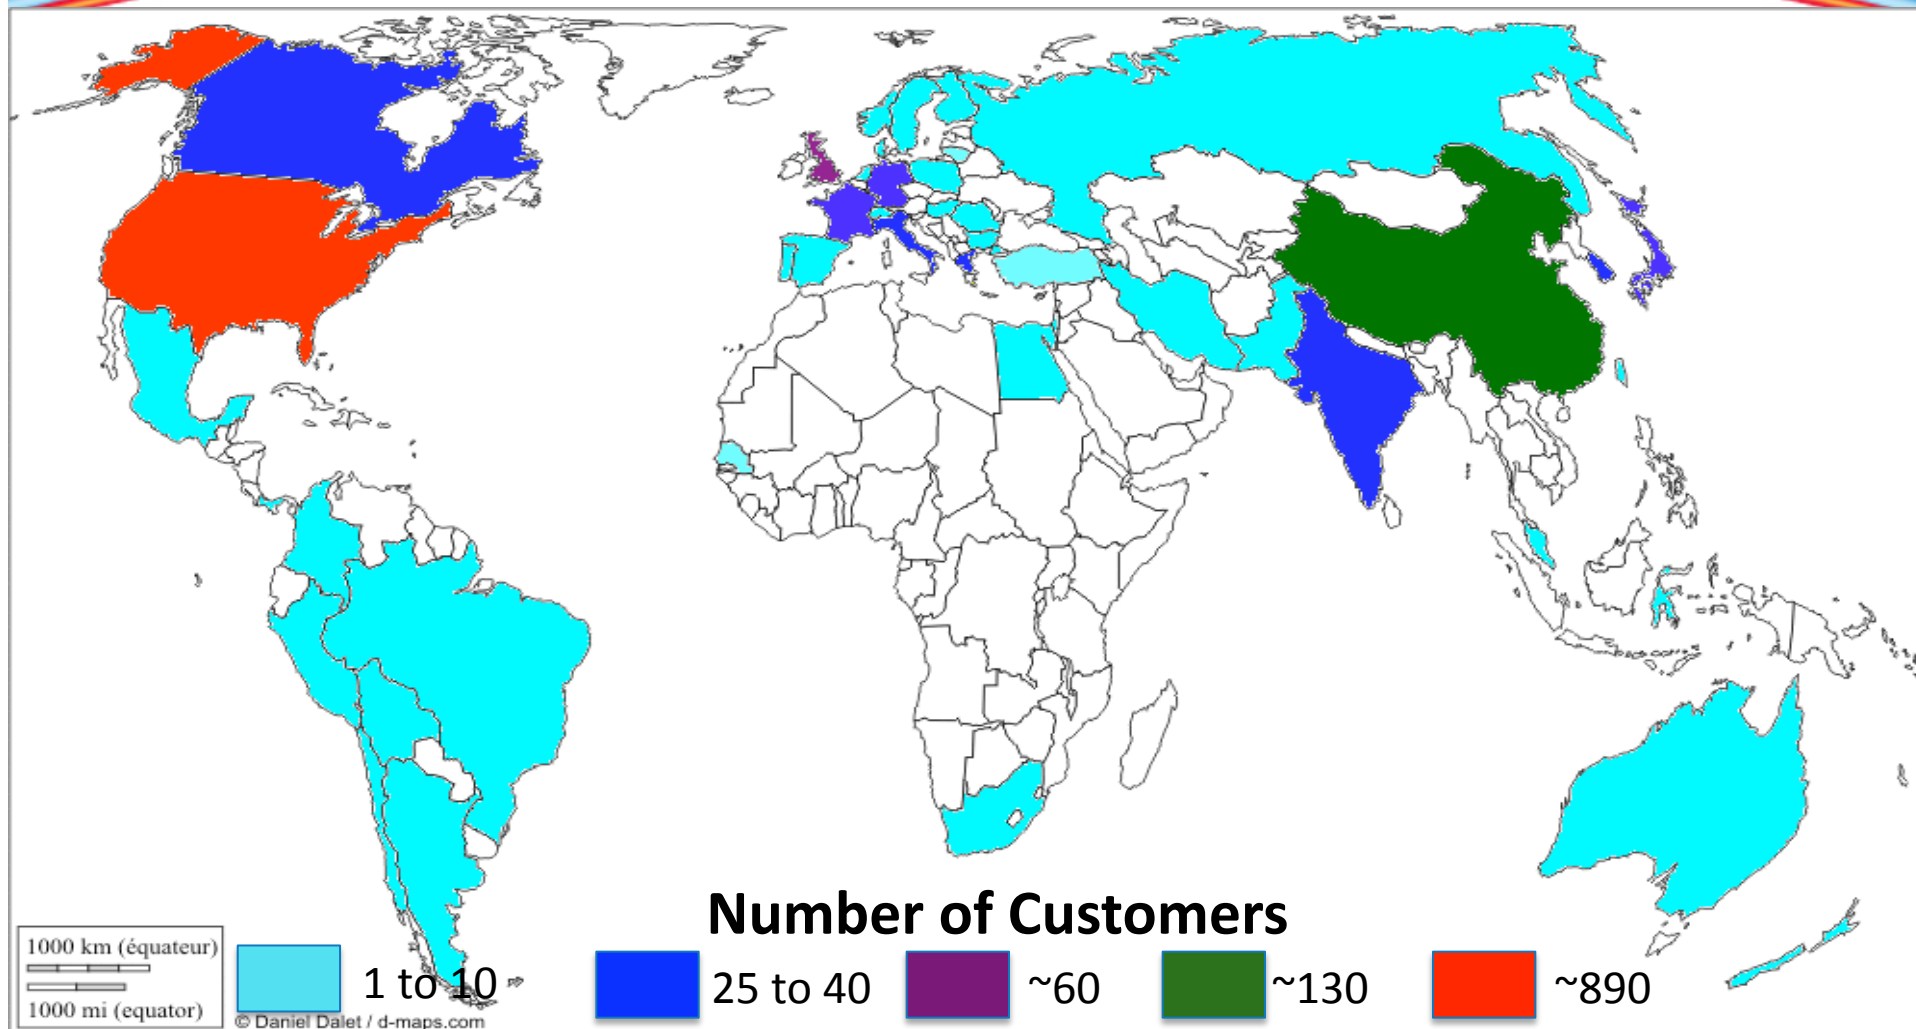 Number of Customers
1000 km (équateur)
1000 mi (equator)
© Daniel Dalet / d-maps.com
1 to 10
25 to 40
~60
~130
~890